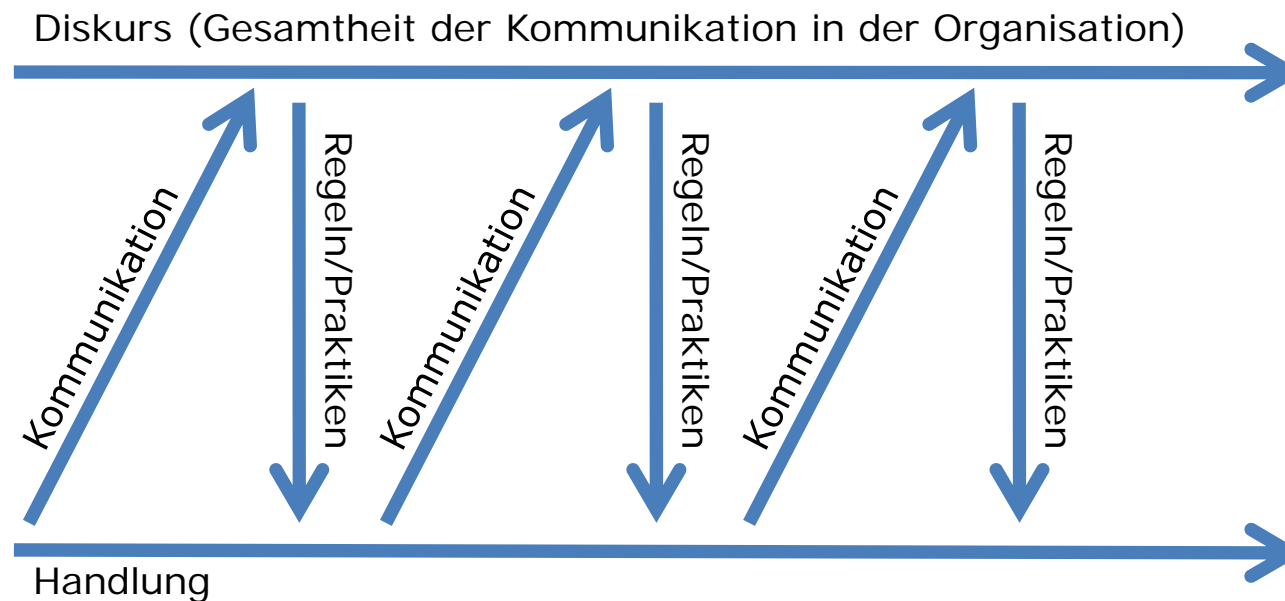 Diskurs (Gesamtheit der Kommunikation in der Organisation)
Kommunikation
Regeln/Praktiken
Kommunikation
Regeln/Praktiken
Kommunikation
Regeln/Praktiken
Handlung